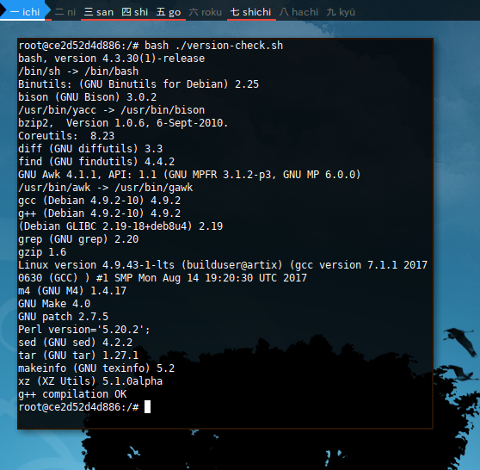 一 ichi 二 ni 三 san 四 shi 五 go 六 roku 七 shichi 八 hachi 九 kyū
root@ce2d52d4d886:/# bash ./version-check.sh
bash, version 4.3.30(1)-release
/bin/sh -> /bin/bash
Binutils: (GNU Binutils for Debian) 2.25
bison (GNU Bison) 3.0.2
/usr/bin/yacc -> /usr/bin/bison
bzip2,  Version 1.0.6, 6-Sept-2010.
Coreutils:  8.23
diff (GNU diffutils) 3.3
find (GNU findutils) 4.4.2
GNU Awk 4.1.1, API: 1.1 (GNU MPFR 3.1.2-p3, GNU MP 6.0.0)
/usr/bin/awk -> /usr/bin/gawk
gcc (Debian 4.9.2-10) 4.9.2
g++ (Debian 4.9.2-10) 4.9.2
(Debian GLIBC 2.19-18+deb8u4) 2.19
grep (GNU grep) 2.20
gzip 1.6
Linux version 4.9.43-1-lts (builduser@artix) (gcc version 7.1.1 2017
0630 (GCC) ) #1 SMP Mon Aug 14 19:20:30 UTC 2017
m4 (GNU M4) 1.4.17
GNU Make 4.0
GNU patch 2.7.5
Perl version='5.20.2';
sed (GNU sed) 4.2.2
tar (GNU tar) 1.27.1
makeinfo (GNU texinfo) 5.2
xz (XZ Utils) 5.1.0alpha
g++ compilation OK
root@ce2d52d4d886:/#